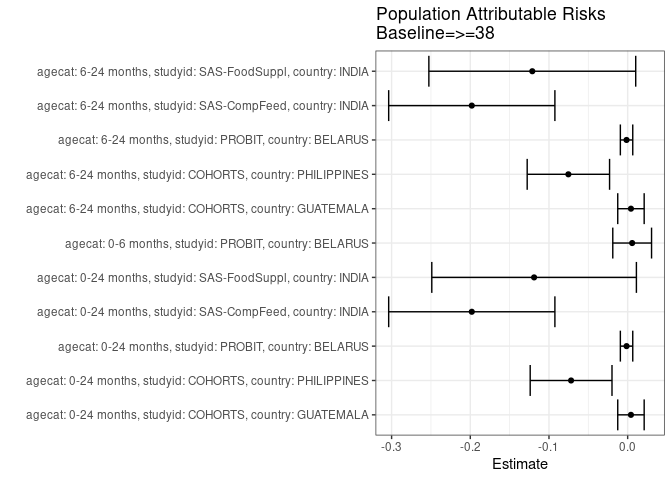 Population Attributable Risks
Baseline=>=38
agecat: 6-24 months, studyid: SAS-FoodSuppl, country: INDIA
agecat: 6-24 months, studyid: SAS-CompFeed, country: INDIA
agecat: 6-24 months, studyid: PROBIT, country: BELARUS
agecat: 6-24 months, studyid: COHORTS, country: PHILIPPINES
agecat: 6-24 months, studyid: COHORTS, country: GUATEMALA
agecat: 0-6 months, studyid: PROBIT, country: BELARUS
agecat: 0-24 months, studyid: SAS-FoodSuppl, country: INDIA
agecat: 0-24 months, studyid: SAS-CompFeed, country: INDIA
agecat: 0-24 months, studyid: PROBIT, country: BELARUS
agecat: 0-24 months, studyid: COHORTS, country: PHILIPPINES
agecat: 0-24 months, studyid: COHORTS, country: GUATEMALA
-0.3 -0.2 -0.1 0.0
Estimate